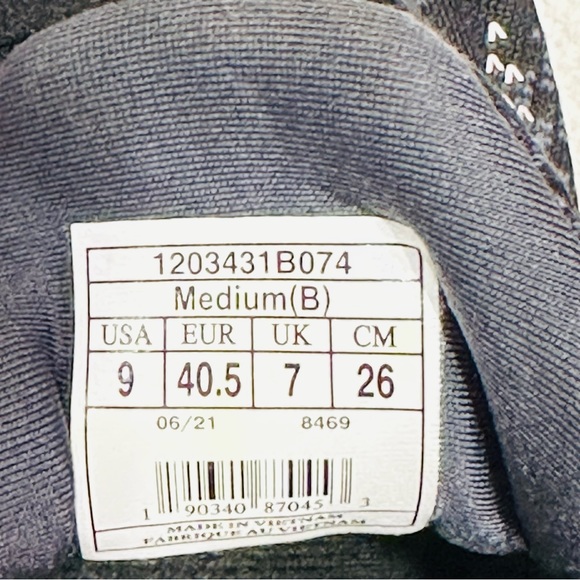 1203431B074
Medium(B)
USA EUR UK CM
9 40.5 7 26
06/21 8469
1 90340 87045 3
MADE IN VIETNAM
FABRIQUE AU VIETNAM